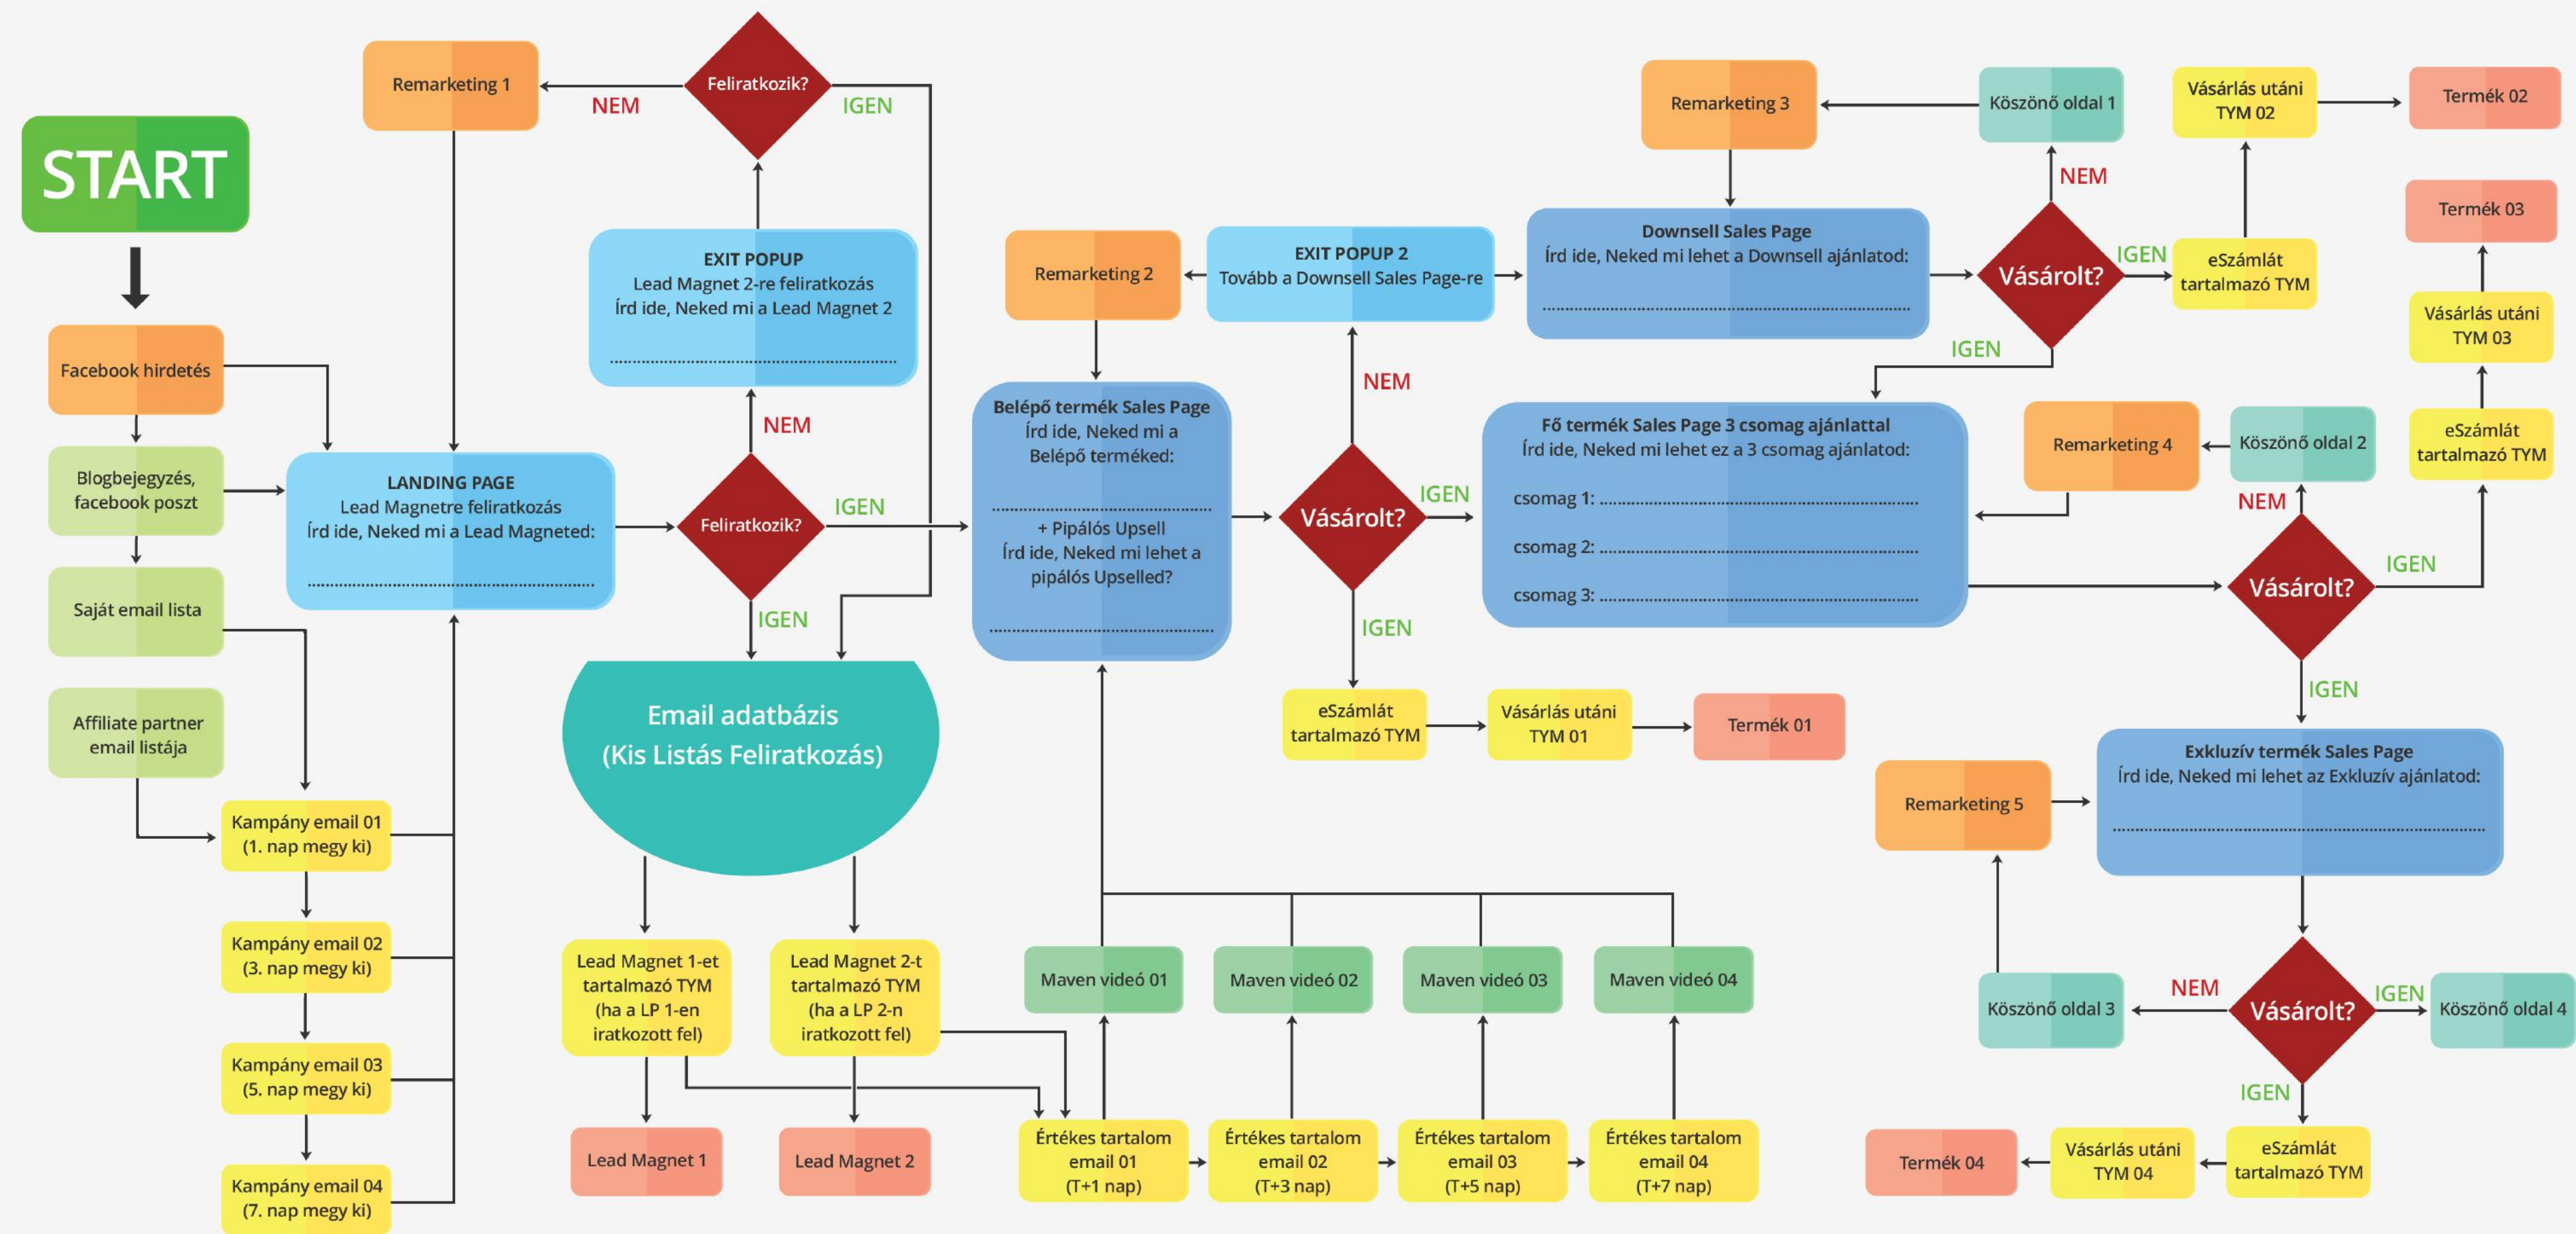 START
Facebook hirdetés
Blogbejegyzés,
facebook poszt
Saját email lista
Affiliate partner
email listája
Kampány email 01
(1. nap megy ki)
Kampány email 02
(3. nap megy ki)
Kampány email 03
(5. nap megy ki)
Kampány email 04
(7. nap megy ki)
Remarketing 1
NEM
Feliratkozik?
IGEN
EXIT POPUP
Lead Magnet 2-re feliratkozás
Írd ide, Neked mi a Lead Magnet 2
NEM
LANDING PAGE
Lead Magnetre feliratkozás
Írd ide, Neked mi a Lead Magneted:
Feliratkozik?
IGEN
IGEN
Email adatbázis
(Kis Listás Feliratkozás)
Lead Magnet 1-et
tartalmazó TYM
(ha a LP 1-en
iratkozott fel)
Lead Magnet 2-t
tartalmazó TYM
(ha a LP 2-n
iratkozott fel)
Lead Magnet 1
Lead Magnet 2
Remarketing 2
EXIT POPUP 2
Tovább a Downsell Sales Page-re
NEM
Belépő termék Sales Page
Írd ide, Neked mi a
Belépő terméked:
+ Pipálós Upsell
Írd ide, Neked mi lehet a
pipálós Upselled?
Vásárolt?
IGEN
IGEN
eSzámlát
tartalmazó TYM
Vásárlás utáni
TYM 01
Termék 01
Maven videó 01
Maven videó 02
Maven videó 03
Maven videó 04
Értékes tartalom
email 01
(T+1 nap)
Értékes tartalom
email 02
(T+3 nap)
Értékes tartalom
email 03
(T+5 nap)
Értékes tartalom
email 04
(T+7 nap)
Remarketing 3
Köszönő oldal 1
NEM
Downsell Sales Page
Írd ide, Neked mi lehet a Downsell ajánlatod:
Vásárolt?
IGEN
IGEN
eSzámlát
tartalmazó TYM
Vásárlás utáni
TYM 02
Termék 02
Fő termék Sales Page 3 csomag ajánlattal
Írd ide, Neked mi lehet ez a 3 csomag ajánlatod:
csomag 1:
csomag 2:
csomag 3:
Remarketing 4
Köszönő oldal 2
NEM
Vásárolt?
IGEN
IGEN
eSzámlát
tartalmazó TYM
Vásárlás utáni
TYM 03
Termék 03
Remarketing 5
Exkluzív termék Sales Page
Írd ide, Neked mi lehet az Exkluzív ajánlatod:
Köszönő oldal 3
NEM
Vásárolt?
IGEN
Köszönő oldal 4
IGEN
eSzámlát
tartalmazó TYM
Vásárlás utáni
TYM 04
Termék 04